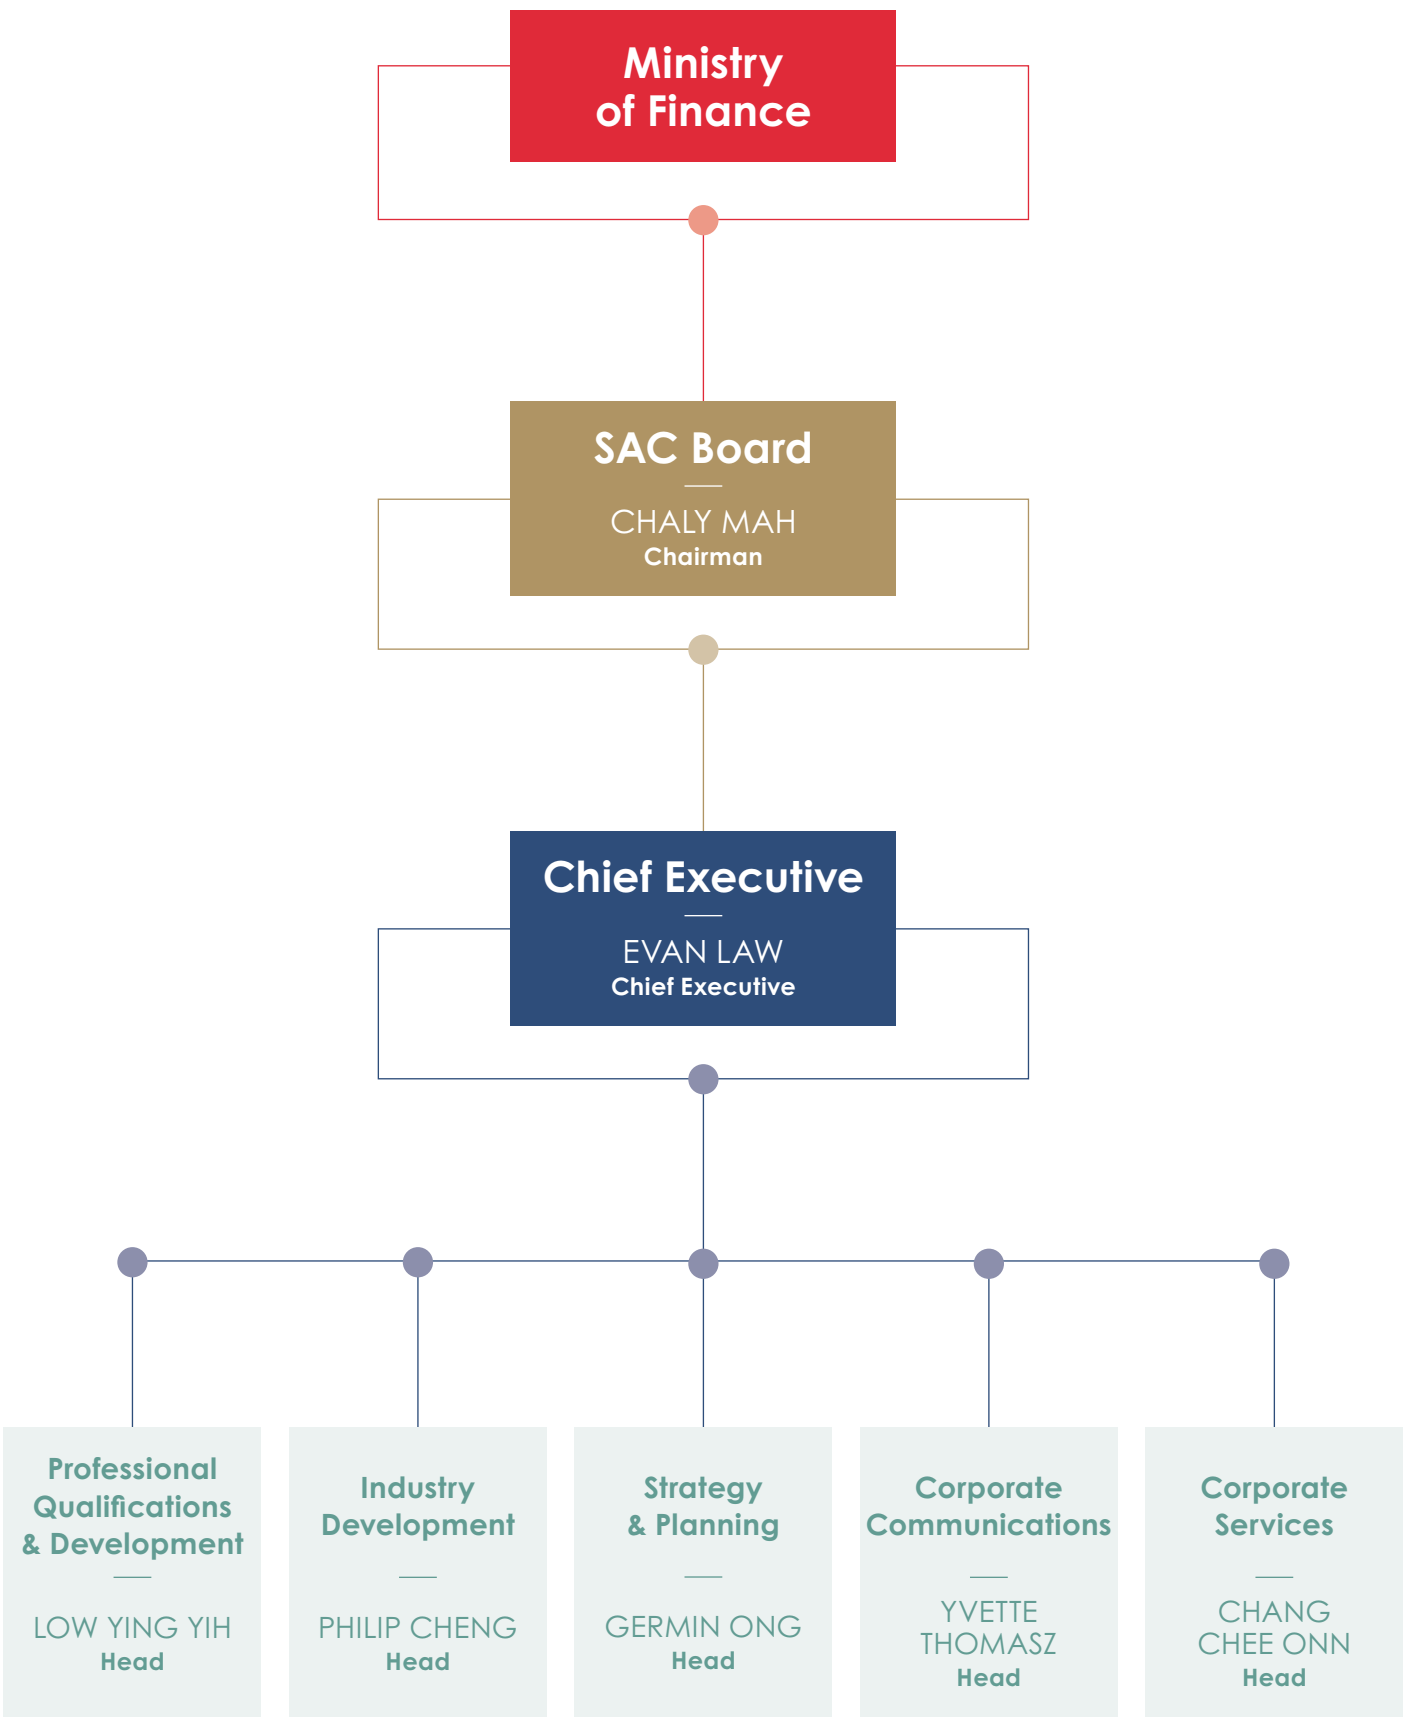 Ministry
of Finance
SAC Board
CHALY MAH
Chairman
Chief Executive
EVAN LAW
Chief Executive
Professional
Qualifications
& Development
LOW YING YIH
Head
Industry
Development
PHILIP CHENG
Head
Strategy
& Planning
GERMIN ONG
Head
Corporate
Communications
YVETTE
THOMASZ
Head
Corporate
Services
CHANG
CHEE ONN
Head